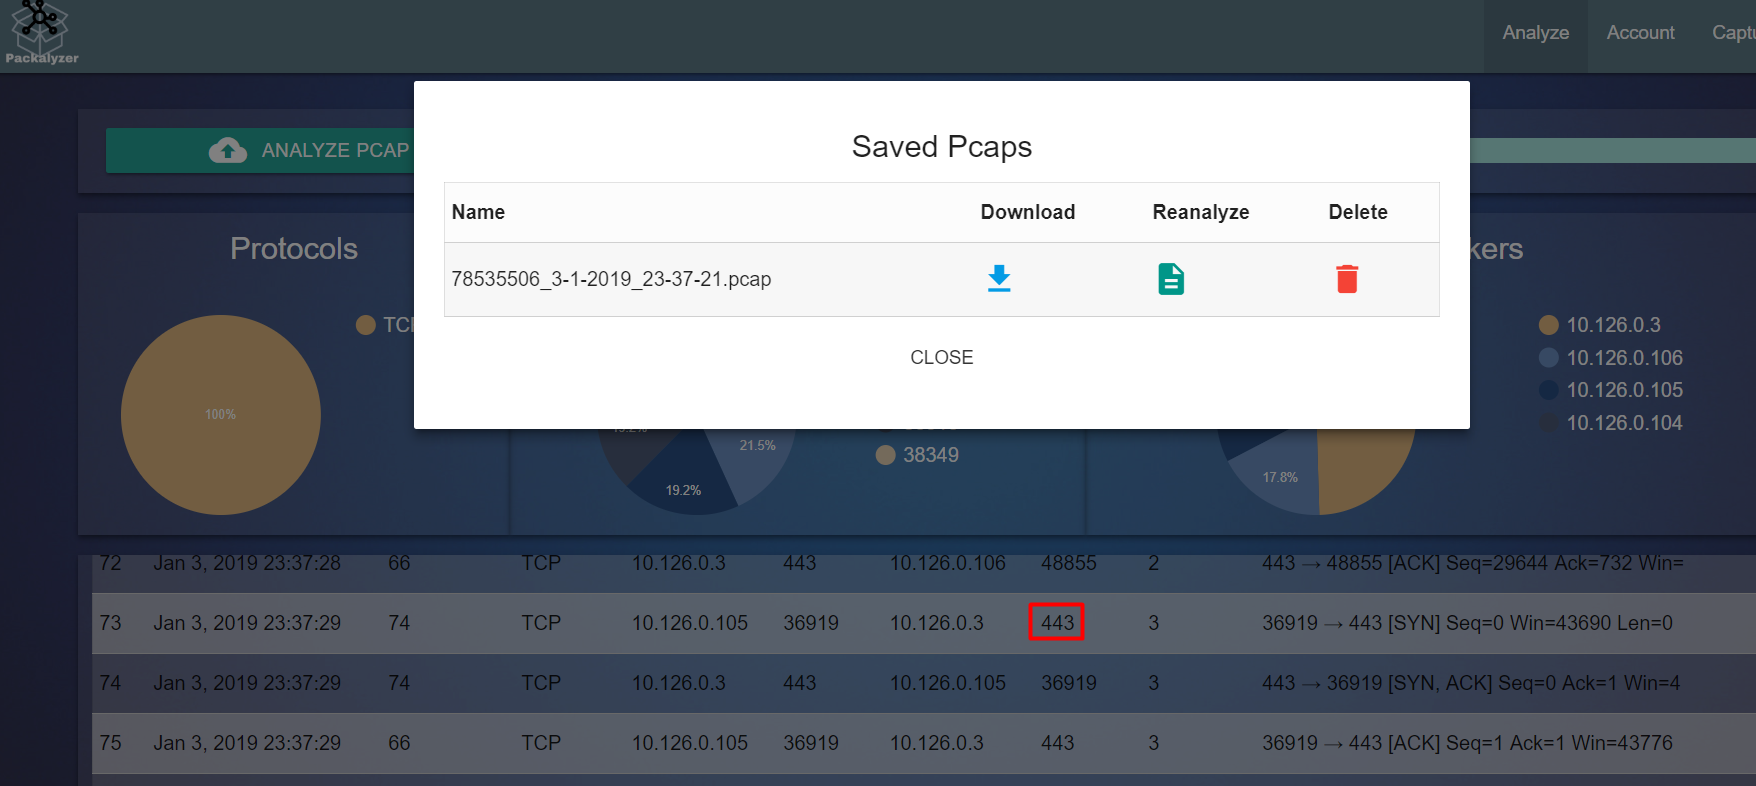 Packalyzer
Analyze Account
Saved Pcaps
ANALYZE PCAP
Name Download Reanalyze Delete
Protocols
78535506_3-1-2019_23-37-21.pcap
10.126.0.3
CLOSE 10.126.0.106
10.126.0.105
100% 10.126.0.104
21.5% 38349
19.2% 17.8%
72 Jan 3, 2019 23:37:28 66 TCP 10.126.0.3 443 10.126.0.106 48855 2 443 → 48855 [ACK] Seq=29644 Ack=732 Win=
73 Jan 3, 2019 23:37:29 74 TCP 10.126.0.105 36919 10.126.0.3 443 3 36919 → 443 [SYN] Seq=0 Win=43690 Len=0
74 Jan 3, 2019 23:37:29 74 TCP 10.126.0.3 443 10.126.0.105 36919 3 443 → 36919 [SYN, ACK] Seq=0 Ack=1 Win=4
75 Jan 3, 2019 23:37:29 66 TCP 10.126.0.105 36919 10.126.0.3 443 3 36919 → 443 [ACK] Seq=1 Ack=1 Win=43776